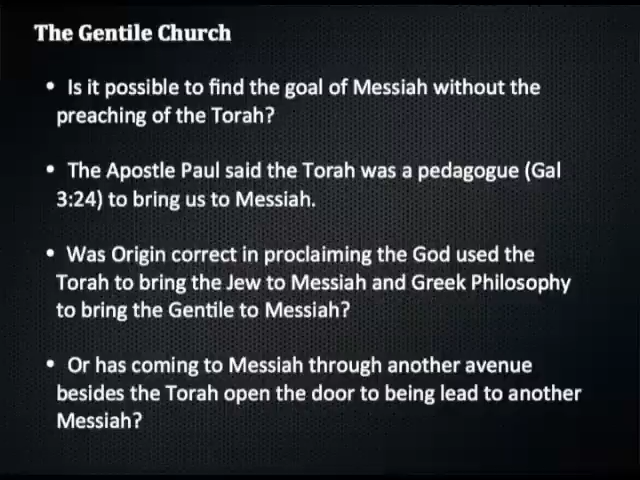 The Gentile Church
• Is it possible to find the goal of Messiah without the
preaching of the Torah?
• The Apostle Paul said the Torah was a pedagogue (Gal
3:24) to bring us to Messiah.
• Was Origin correct in proclaiming the God used the
Torah to bring the Jew to Messiah and Greek Philosophy
to bring the Gentile to Messiah?
• Or has coming to Messiah through another avenue
besides the Torah open the door to being lead to another
Messiah?